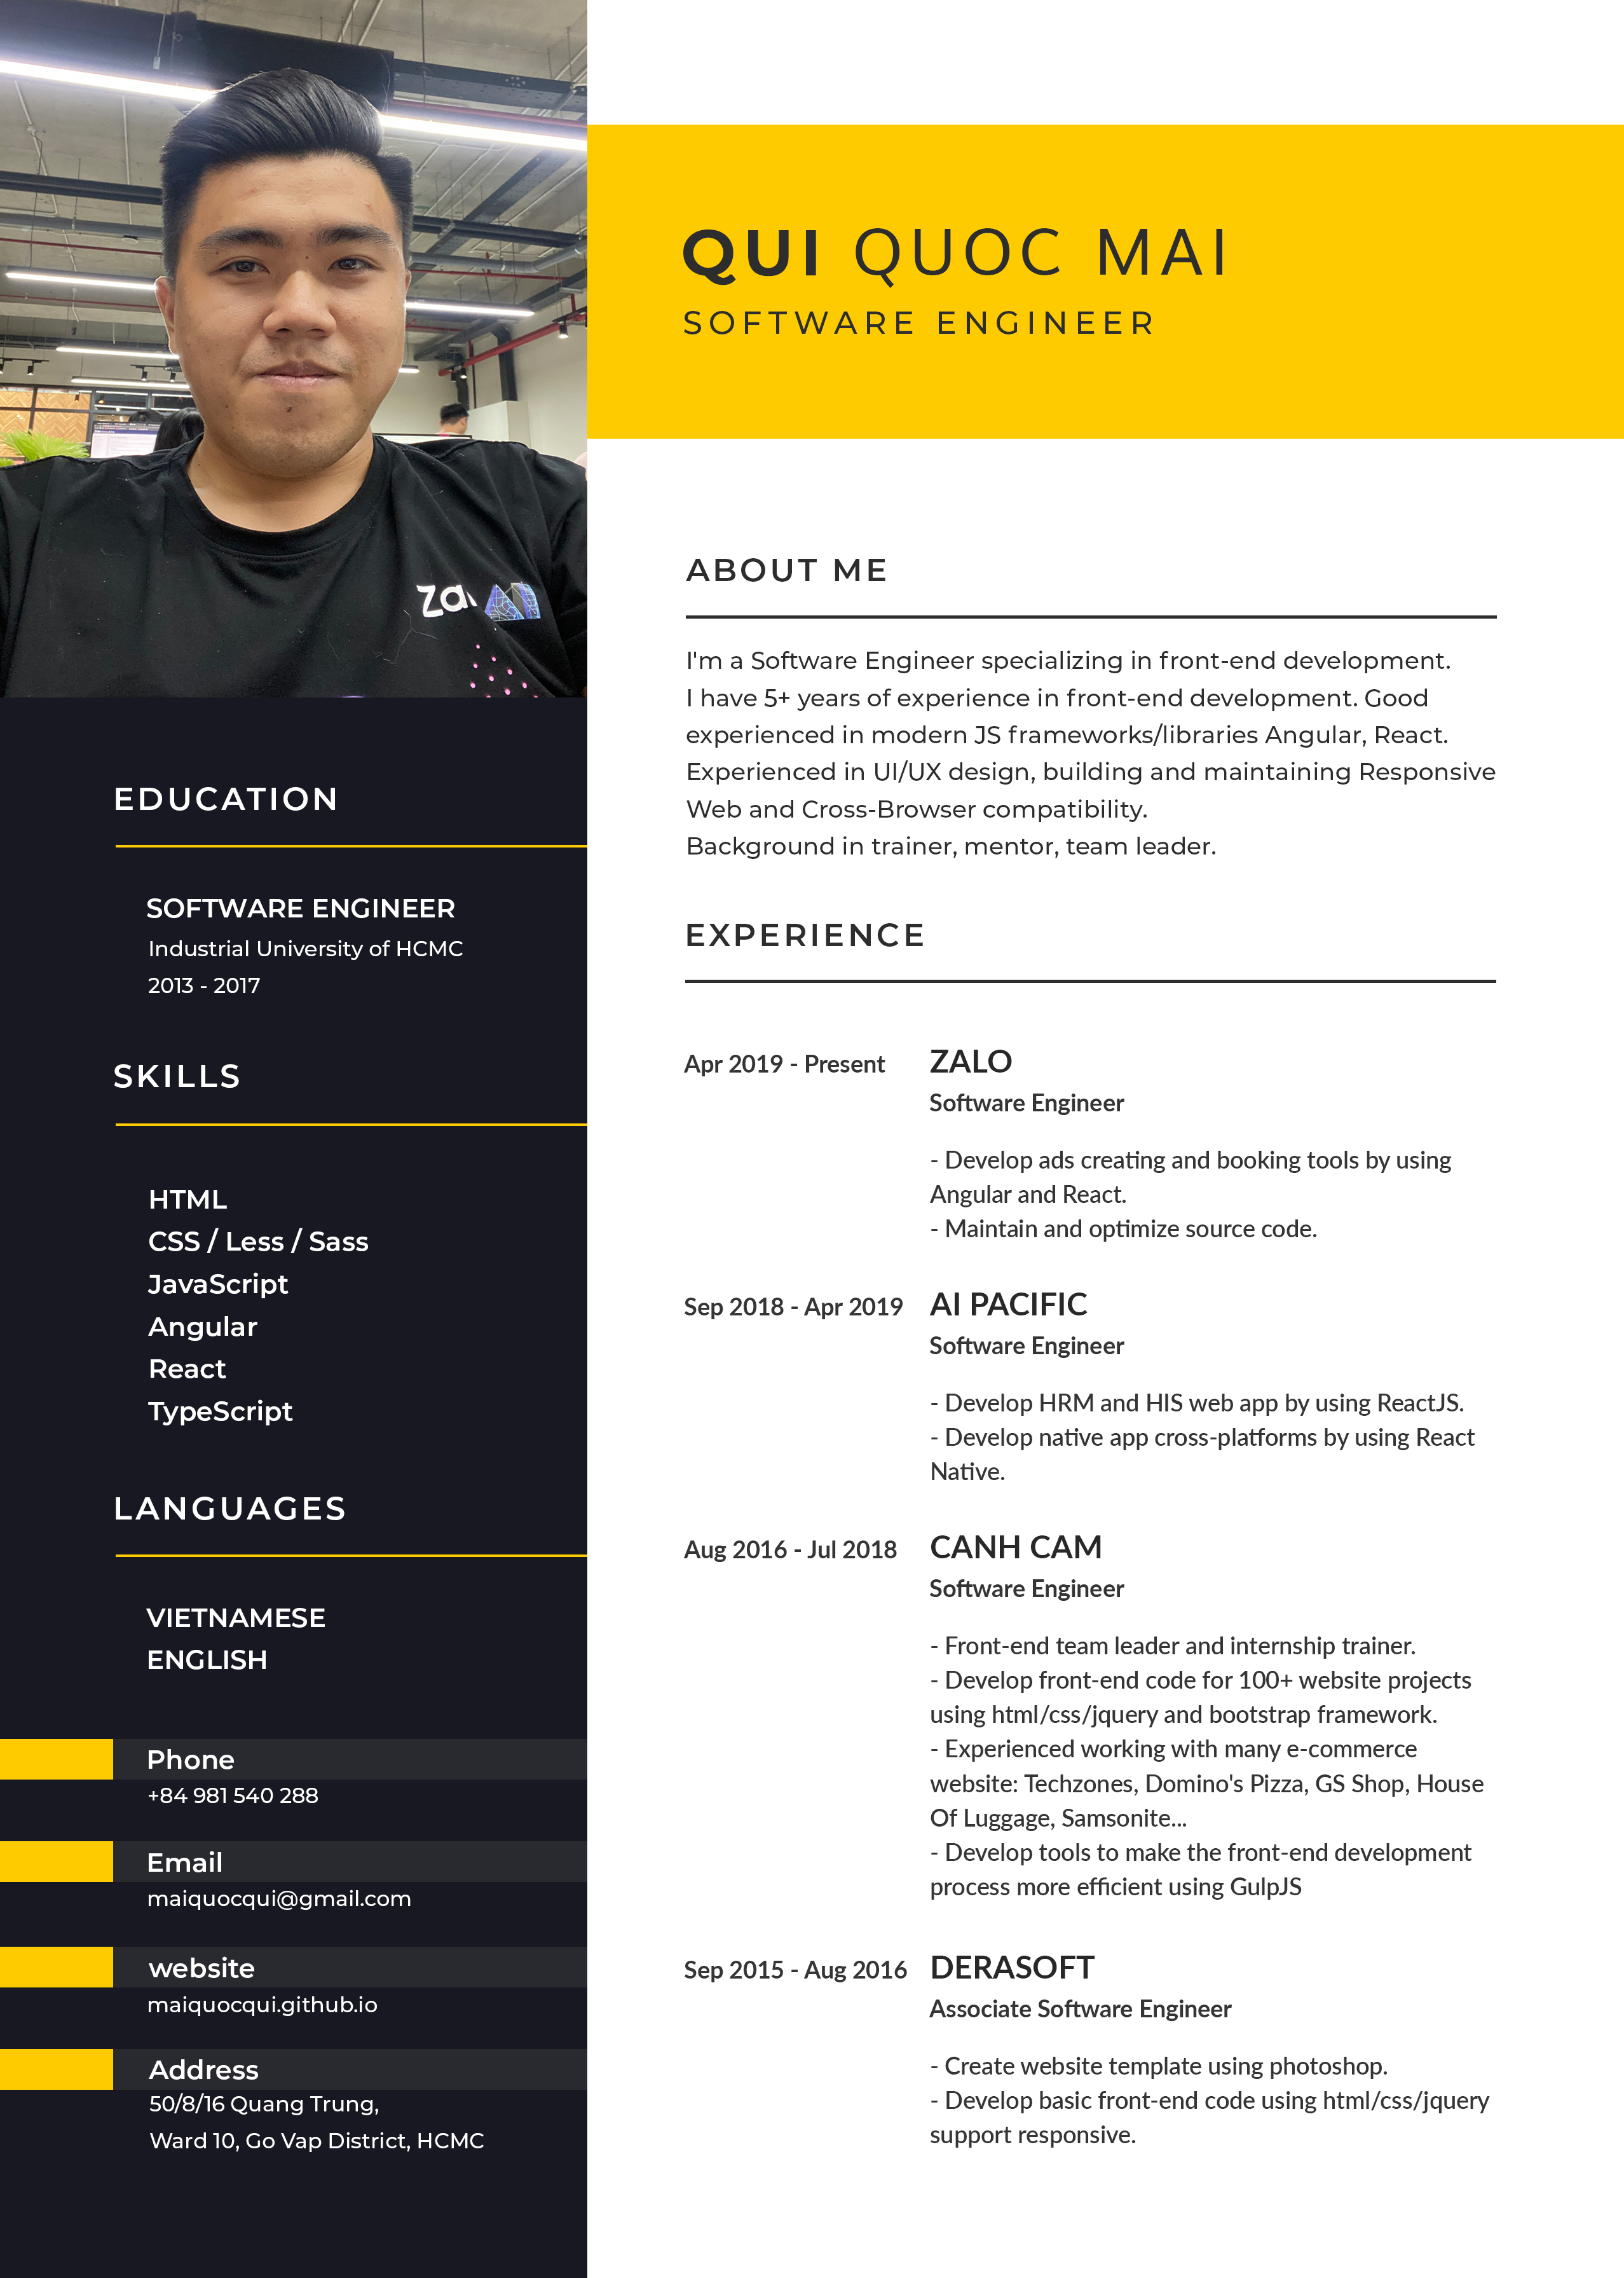 Zal AI
QUI QUOC MAI
SOFTWARE ENGINEER
ABOUT ME
I'm a Software Engineer specializing in front-end development.
I have 5+ years of experience in front-end development. Good
experienced in modern JS frameworks/libraries Angular, React.
Experienced in UI/UX design, building and maintaining Responsive
Web and Cross-Browser compatibility.
Background in trainer, mentor, team leader.
EXPERIENCE
Apr 2019 - Present ZALO
Software Engineer
- Develop ads creating and booking tools by using
Angular and React.
- Maintain and optimize source code.
Sep 2018 - Apr 2019 AI PACIFIC
Software Engineer
- Develop HRM and HIS web app by using ReactJS.
- Develop native app cross-platforms by using React
Native.
Aug 2016 - Jul 2018 CANH CAM
Software Engineer
- Front-end team leader and internship trainer.
- Develop front-end code for 100+ website projects
using html/css/jquery and bootstrap framework.
- Experienced working with many e-commerce
website: Techzones, Domino's Pizza, GS Shop, House
Of Luggage, Samsonite...
- Develop tools to make the front-end development
process more efficient using GulpJS
Sep 2015 - Aug 2016 DERASOFT
Associate Software Engineer
- Create website template using photoshop.
- Develop basic front-end code using html/css/jquery
support responsive.
EDUCATION
SOFTWARE ENGINEER
Industrial University of HCMC
2013 - 2017
SKILLS
HTML
CSS / Less / Sass
JavaScript
Angular
React
TypeScript
LANGUAGES
VIETNAMESE
ENGLISH
Phone
+84 981 540 288
Email
maiquocqui@gmail.com
website
maiquocqui.github.io
Address
50/8/16 Quang Trung,
Ward 10, Go Vap District, HCMC